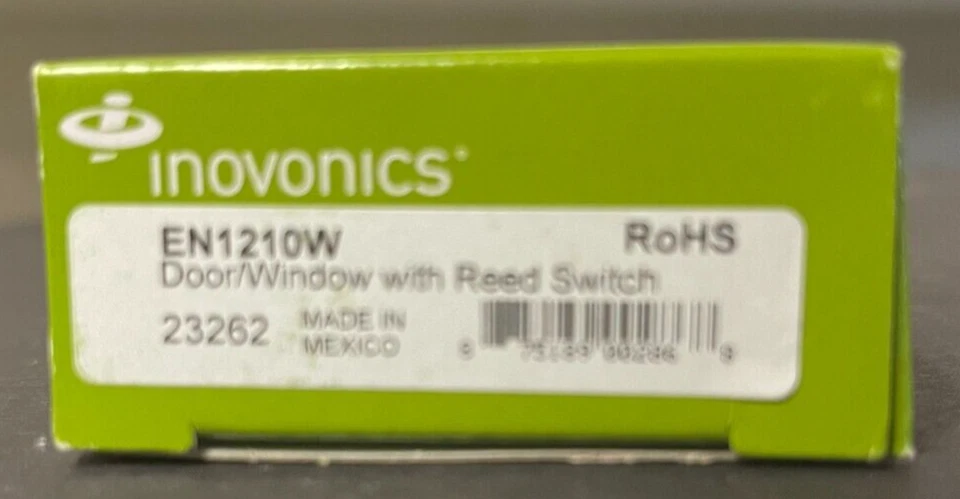 inovonics
EN1210W
RoHS
Door/Window with Reed Switch
23262
MADE IN
MEXICO